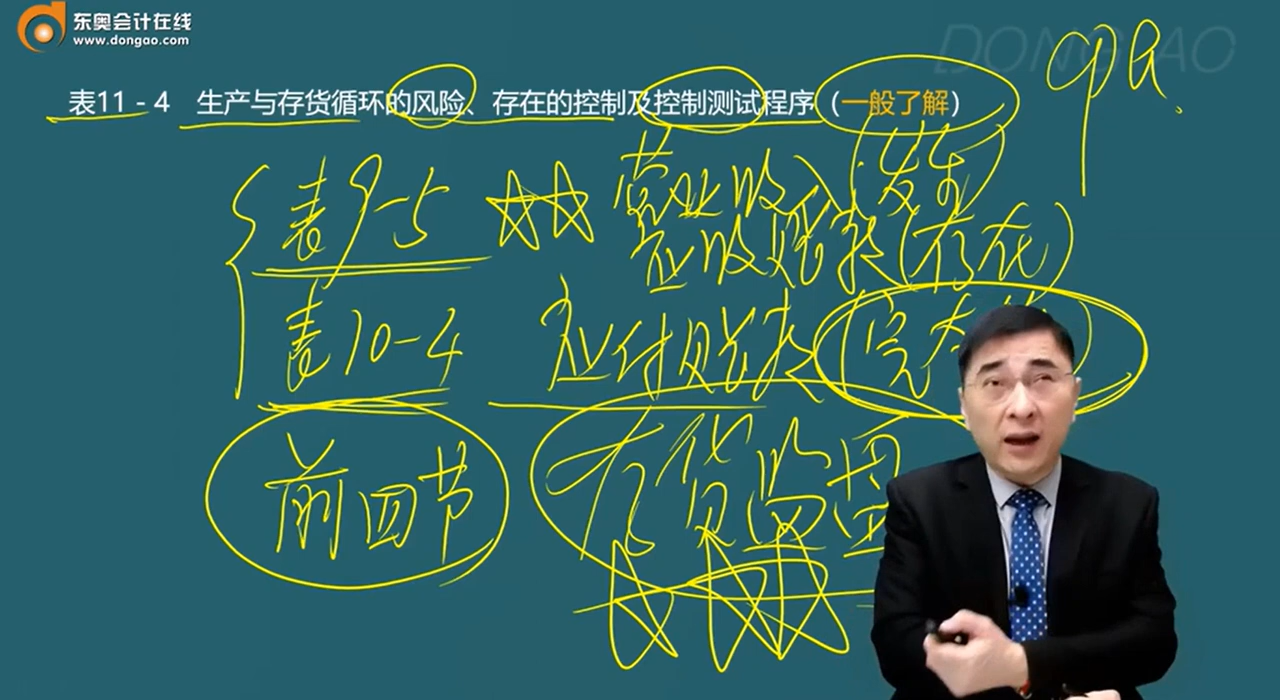 东奥会计在线
www.dongao.com
DONGAO
表11-4 生产与存货循环的风险、存在的控制及控制测试程序（一般了解）
cpa
表9-5 营业收入（发生）
应收账款（存在）
表10-4 应付账款（完
前四节 存货监盘